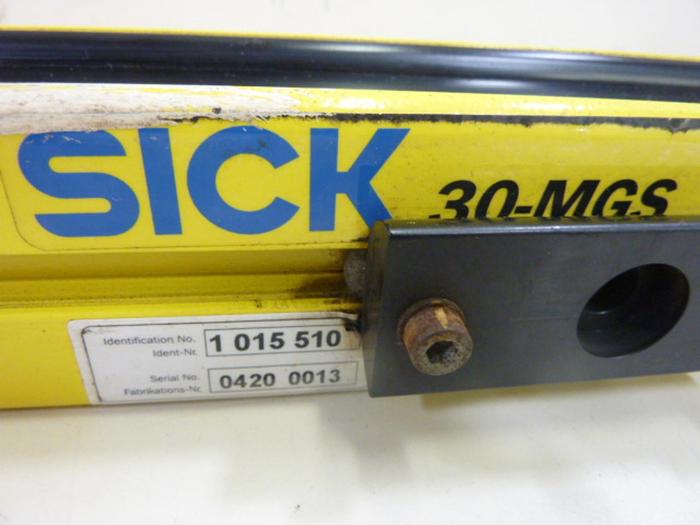 SICK
30-MGS
Identification No. 1 015 510
Ident-Nr.
Serial No. 0420 0013
Fabrikations-Nr.